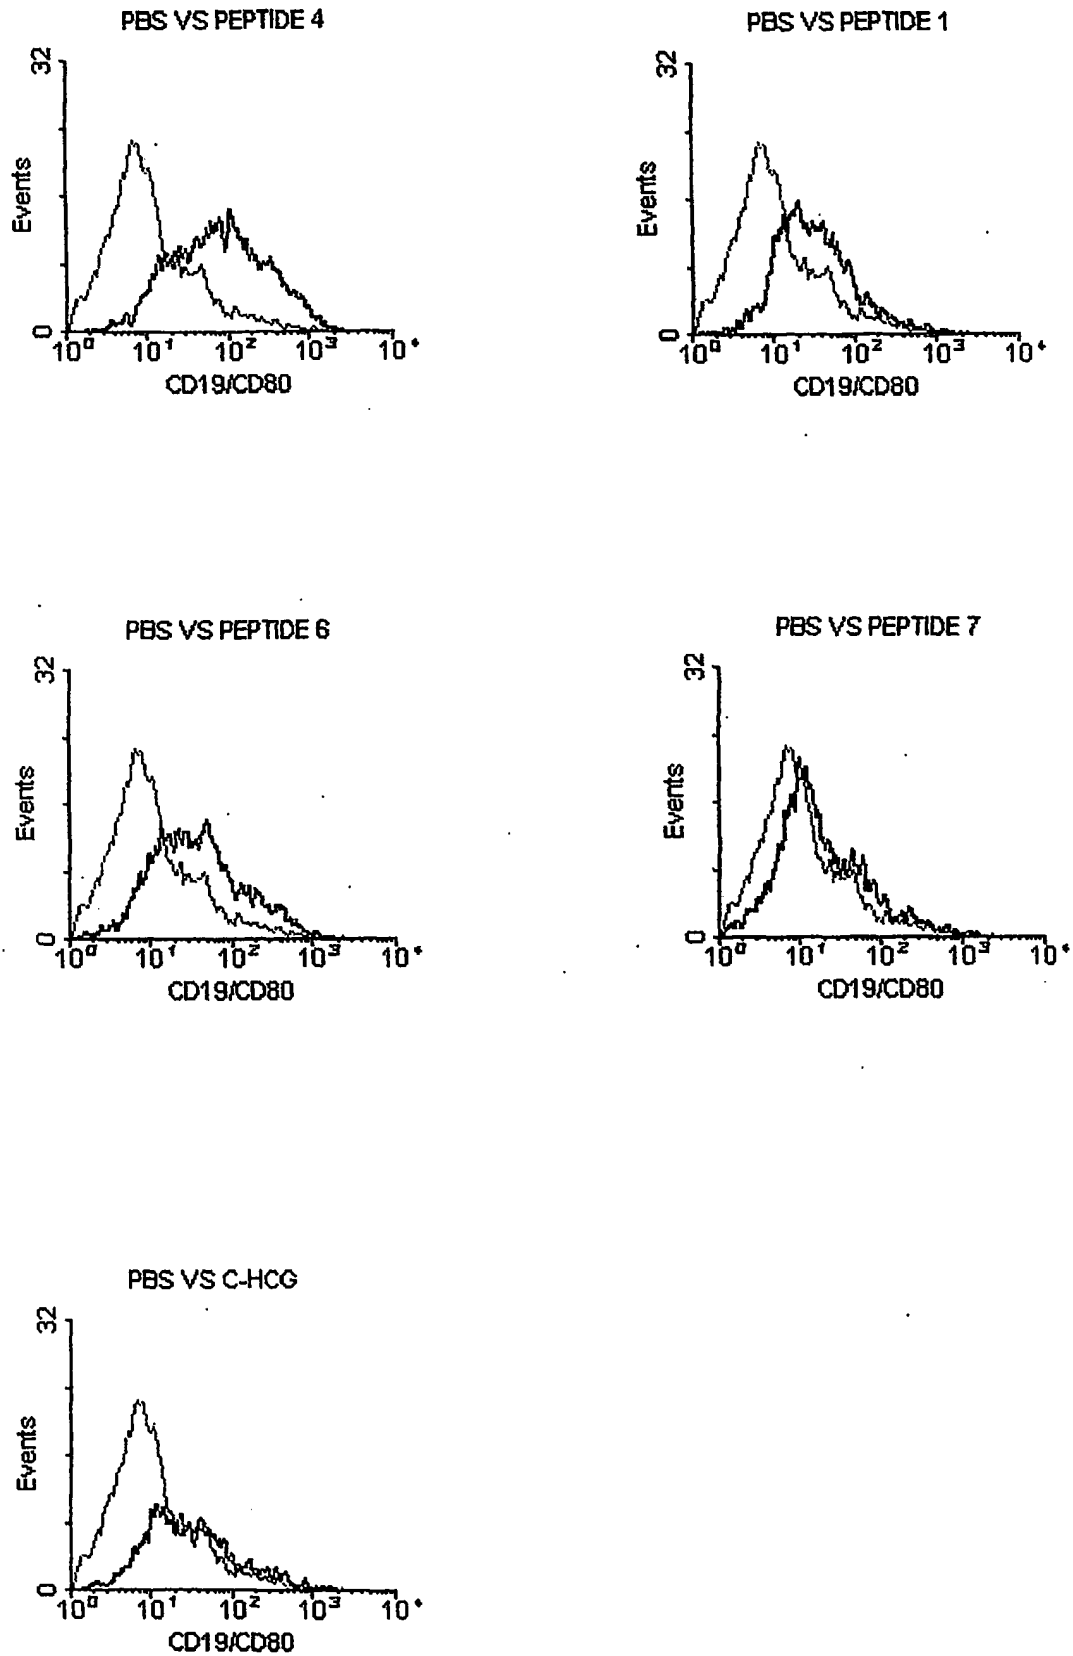 PBS VS PEPTIDE 4
32
Events
0
10⁰ 10¹ 10² 10³ 10⁴
CD19/CD80
PBS VS PEPTIDE 1
32
Events
0
10⁰ 10¹ 10² 10³ 10⁴
CD19/CD80
PBS VS PEPTIDE 6
32
Events
0
10⁰ 10¹ 10² 10³ 10⁴
CD19/CD80
PBS VS PEPTIDE 7
32
Events
0
10⁰ 10¹ 10² 10³ 10⁴
CD19/CD80
PBS VS C-HCG
32
Events
0
10⁰ 10¹ 10² 10³ 10⁴
CD19/CD80